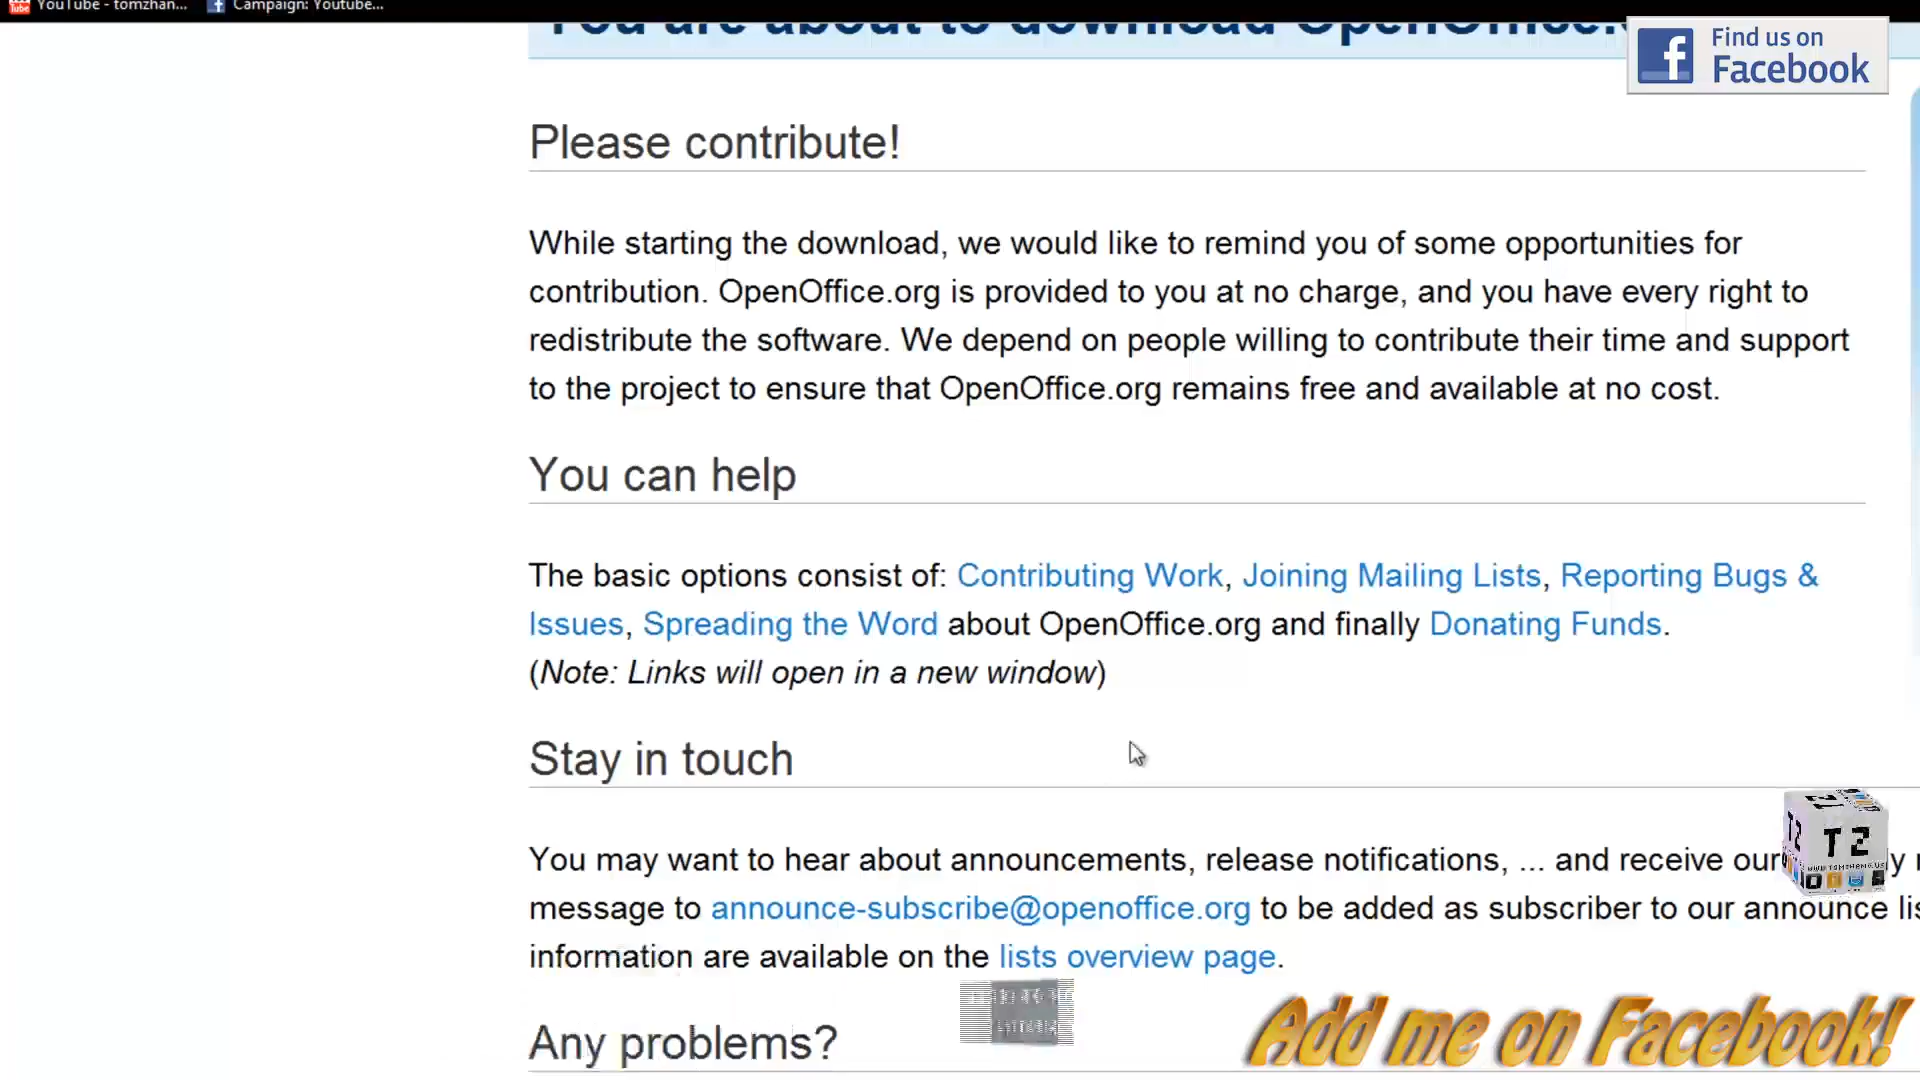 YouTube - tomzhan...
Campaign: Youtube...
You are about to download OpenOffice.
Find us on
Facebook
Please contribute!
While starting the download, we would like to remind you of some opportunities for
contribution. OpenOffice.org is provided to you at no charge, and you have every right to
redistribute the software. We depend on people willing to contribute their time and support
to the project to ensure that OpenOffice.org remains free and available at no cost.
You can help
The basic options consist of: Contributing Work, Joining Mailing Lists, Reporting Bugs &
Issues, Spreading the Word about OpenOffice.org and finally Donating Funds.
(Note: Links will open in a new window)
Stay in touch
You may want to hear about announcements, release notifications, ... and receive our
message to announce-subscribe@openoffice.org to be added as subscriber to our announce
information are available on the lists overview page.
T2
Any problems?
Add me on Facebook!